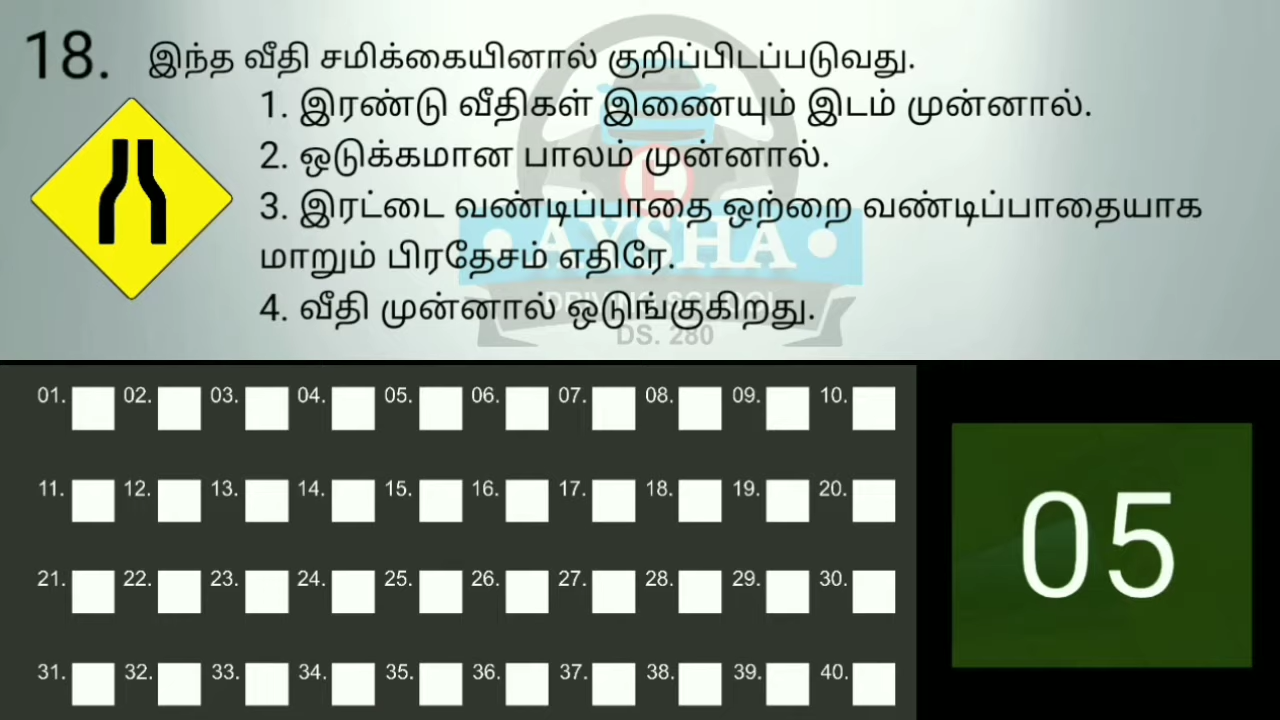 18. இந்த வீதி சமிக்கையினால் குறிப்பிடப்படுவது.
1. இரண்டு வீதிகள் இணையும் இடம் முன்னால்.
2. ஒடுக்கமான பாலம் முன்னால்.
3. இரட்டை வண்டிப்பாதை ஒற்றை வண்டிப்பாதையாக
மாறும் பிரதேசம் எதிரே.
4. வீதி முன்னால் ஒடுங்குகிறது.
L
AYSHA
DRIVING SCHOOL
DS. 280
01. 02. 03. 04. 05. 06. 07. 08. 09. 10.
11. 12. 13. 14. 15. 16. 17. 18. 19. 20.
21. 22. 23. 24. 25. 26. 27. 28. 29. 30.
31. 32. 33. 34. 35. 36. 37. 38. 39. 40.
05